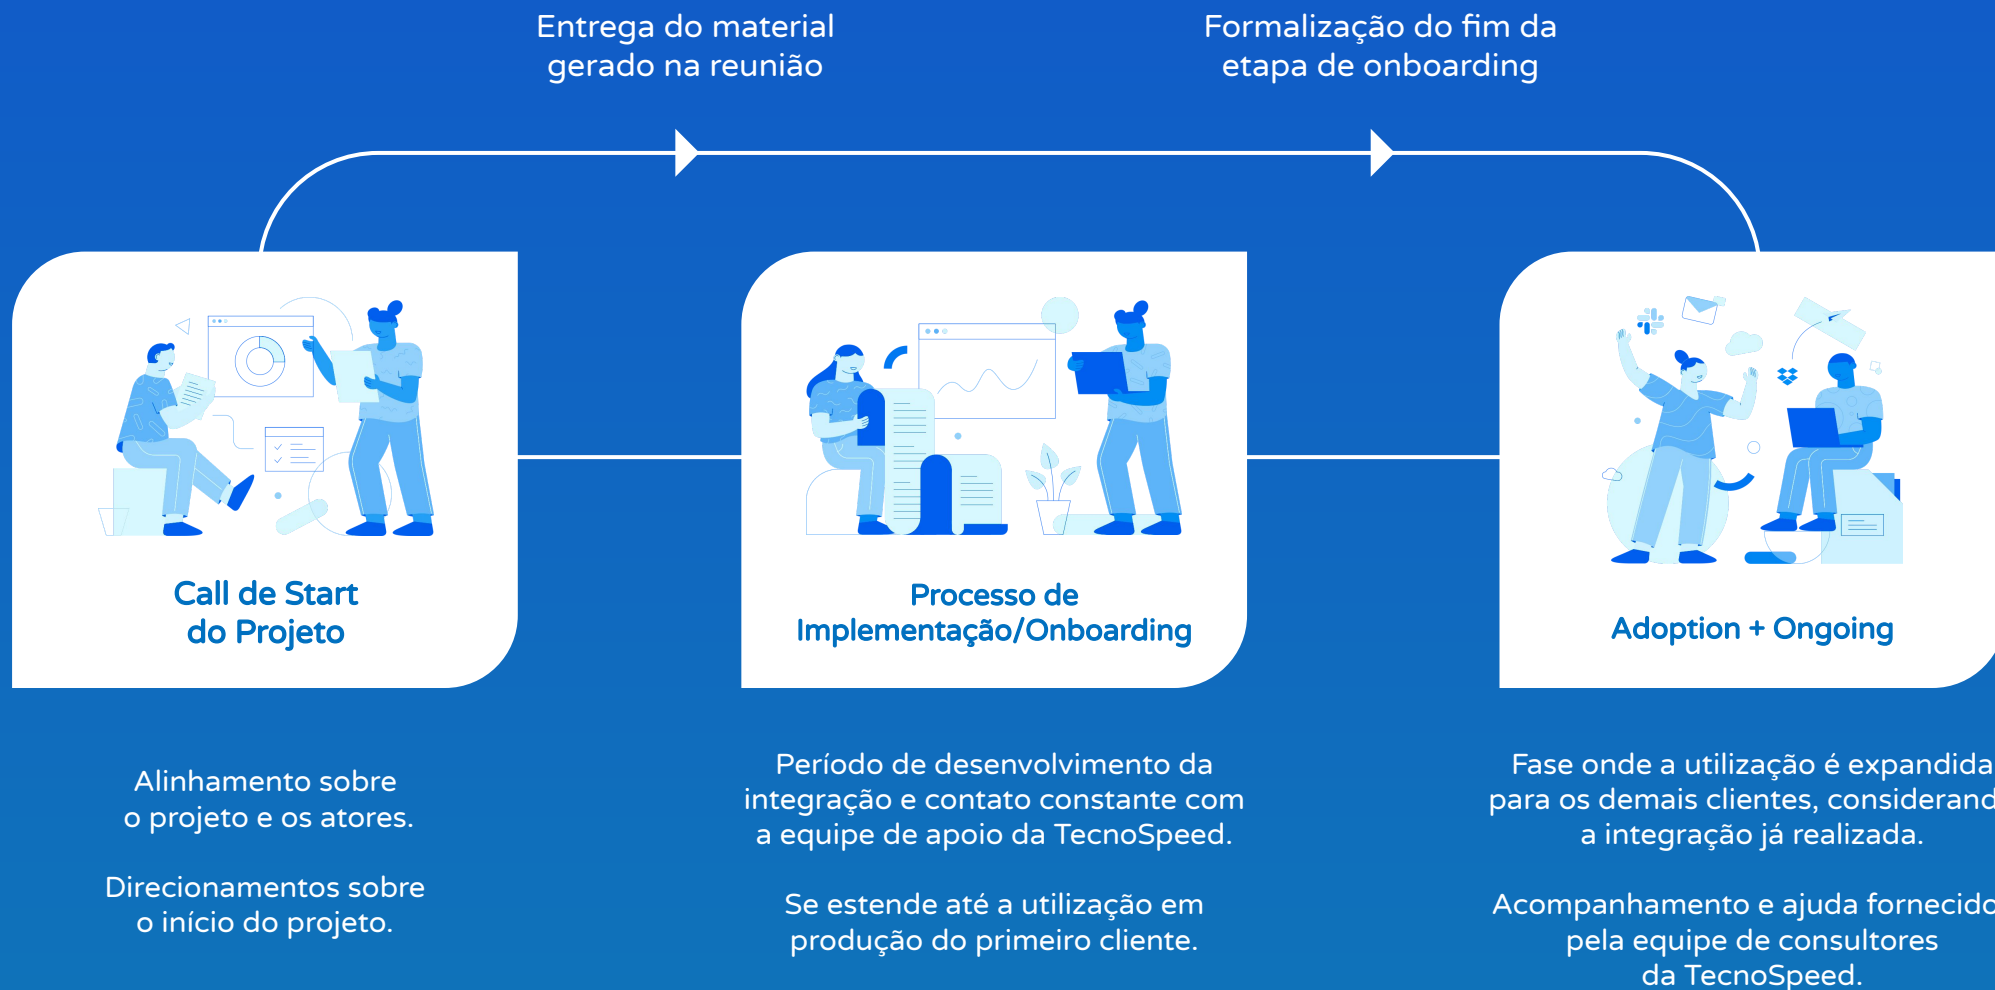 Entrega do material
gerado na reunião
Formalização do fim da
etapa de onboarding
Call de Start
do Projeto
Alinhamento sobre
o projeto e os atores.
Direcionamentos sobre
o início do projeto.
Processo de
Implementação/Onboarding
Período de desenvolvimento da
integração e contato constante com
a equipe de apoio da TecnoSpeed.
Se estende até a utilização em
produção do primeiro cliente.
Adoption + Ongoing
Fase onde a utilização é expandida
para os demais clientes, considerand
a integração já realizada.
Acompanhamento e ajuda fornecido
pela equipe de consultores
da TecnoSpeed.